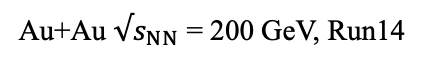 Au+Au √sNN = 200 GeV, Run14